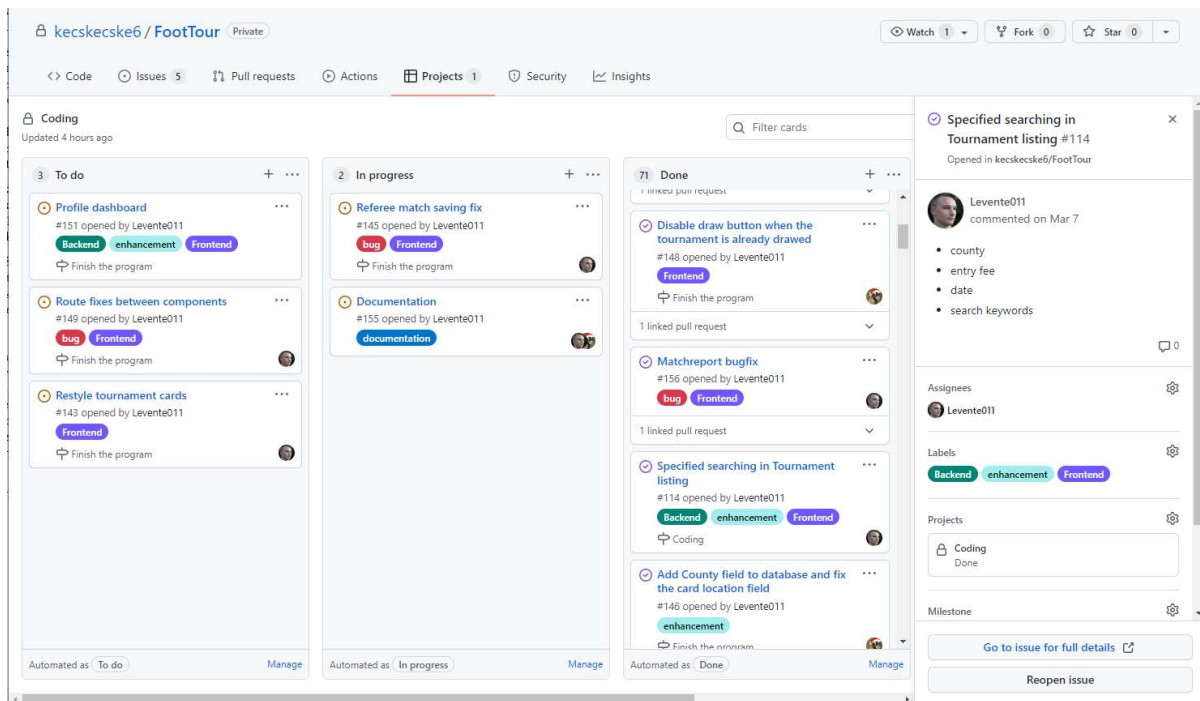 kecskecske6 / FootTour Private
Watch 1 Fork 0 Star 0
Code Issues 5 Pull requests Actions Projects 1 Security Insights
Coding
Updated 4 hours ago
Filter cards
3 To do
Profile dashboard
#151 opened by Levente011
Backend enhancement Frontend
Finish the program
Route fixes between components
#149 opened by Levente011
bug Frontend
Finish the program
Restyle tournament cards
#143 opened by Levente011
Frontend
Finish the program
Automated as To do Manage
2 In progress
Referee match saving fix
#145 opened by Levente011
bug Frontend
Finish the program
Documentation
#155 opened by Levente011
documentation
Automated as In progress Manage
71 Done
1 linked pull request
Disable draw button when the
tournament is already drawed
#148 opened by Levente011
Frontend
Finish the program
1 linked pull request
Matchreport bugfix
#156 opened by Levente011
bug Frontend
1 linked pull request
Specified searching in Tournament
listing
#114 opened by Levente011
Backend enhancement Frontend
Coding
Add County field to database and fix
the card location field
#146 opened by Levente011
enhancement
Finish the program
Automated as Done Manage
Specified searching in
Tournament listing #114
Opened in kecskecske6/FootTour
Levente011
commented on Mar 7
county
entry fee
date
search keywords
0
Assignees
Levente011
Labels
Backend enhancement Frontend
Projects
Coding
Done
Milestone
Go to issue for full details
Reopen issue